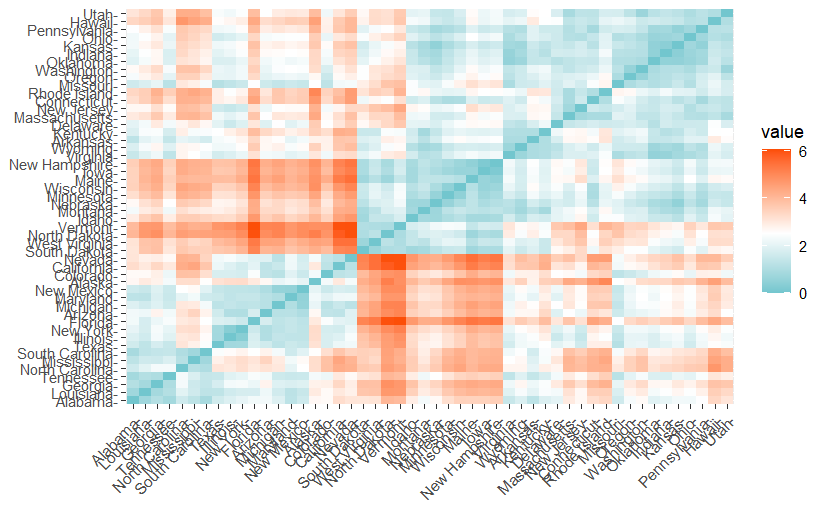 Utah
Hawaii
Pennsylvania
Ohio
Kansas
Indiana
Oklahoma
Washington
Oregon
Missouri
Rhode Island
Connecticut
New Jersey
Massachusetts
Delaware
Kentucky
Arkansas
Wyoming
Virginia
New Hampshire
Iowa
Maine
Wisconsin
Minnesota
Nebraska
Montana
Idaho
Vermont
North Dakota
West Virginia
South Dakota
Nevada
California
Colorado
Alaska
New Mexico
Maryland
Michigan
Arizona
Florida
New York
Illinois
Texas
South Carolina
Mississippi
North Carolina
Tennessee
Georgia
Louisiana
Alabama
value
6
4
2
0
Alabama
Louisiana
Georgia
Tennessee
North Carolina
Mississippi
South Carolina
Texas
Illinois
New York
Florida
Arizona
Michigan
Maryland
New Mexico
Alaska
Colorado
California
Nevada
South Dakota
West Virginia
North Dakota
Vermont
Idaho
Montana
Nebraska
Minnesota
Wisconsin
Maine
Iowa
New Hampshire
Virginia
Wyoming
Arkansas
Kentucky
Delaware
Massachusetts
New Jersey
Connecticut
Rhode Island
Missouri
Oregon
Washington
Oklahoma
Indiana
Kansas
Ohio
Pennsylvania
Hawaii
Utah